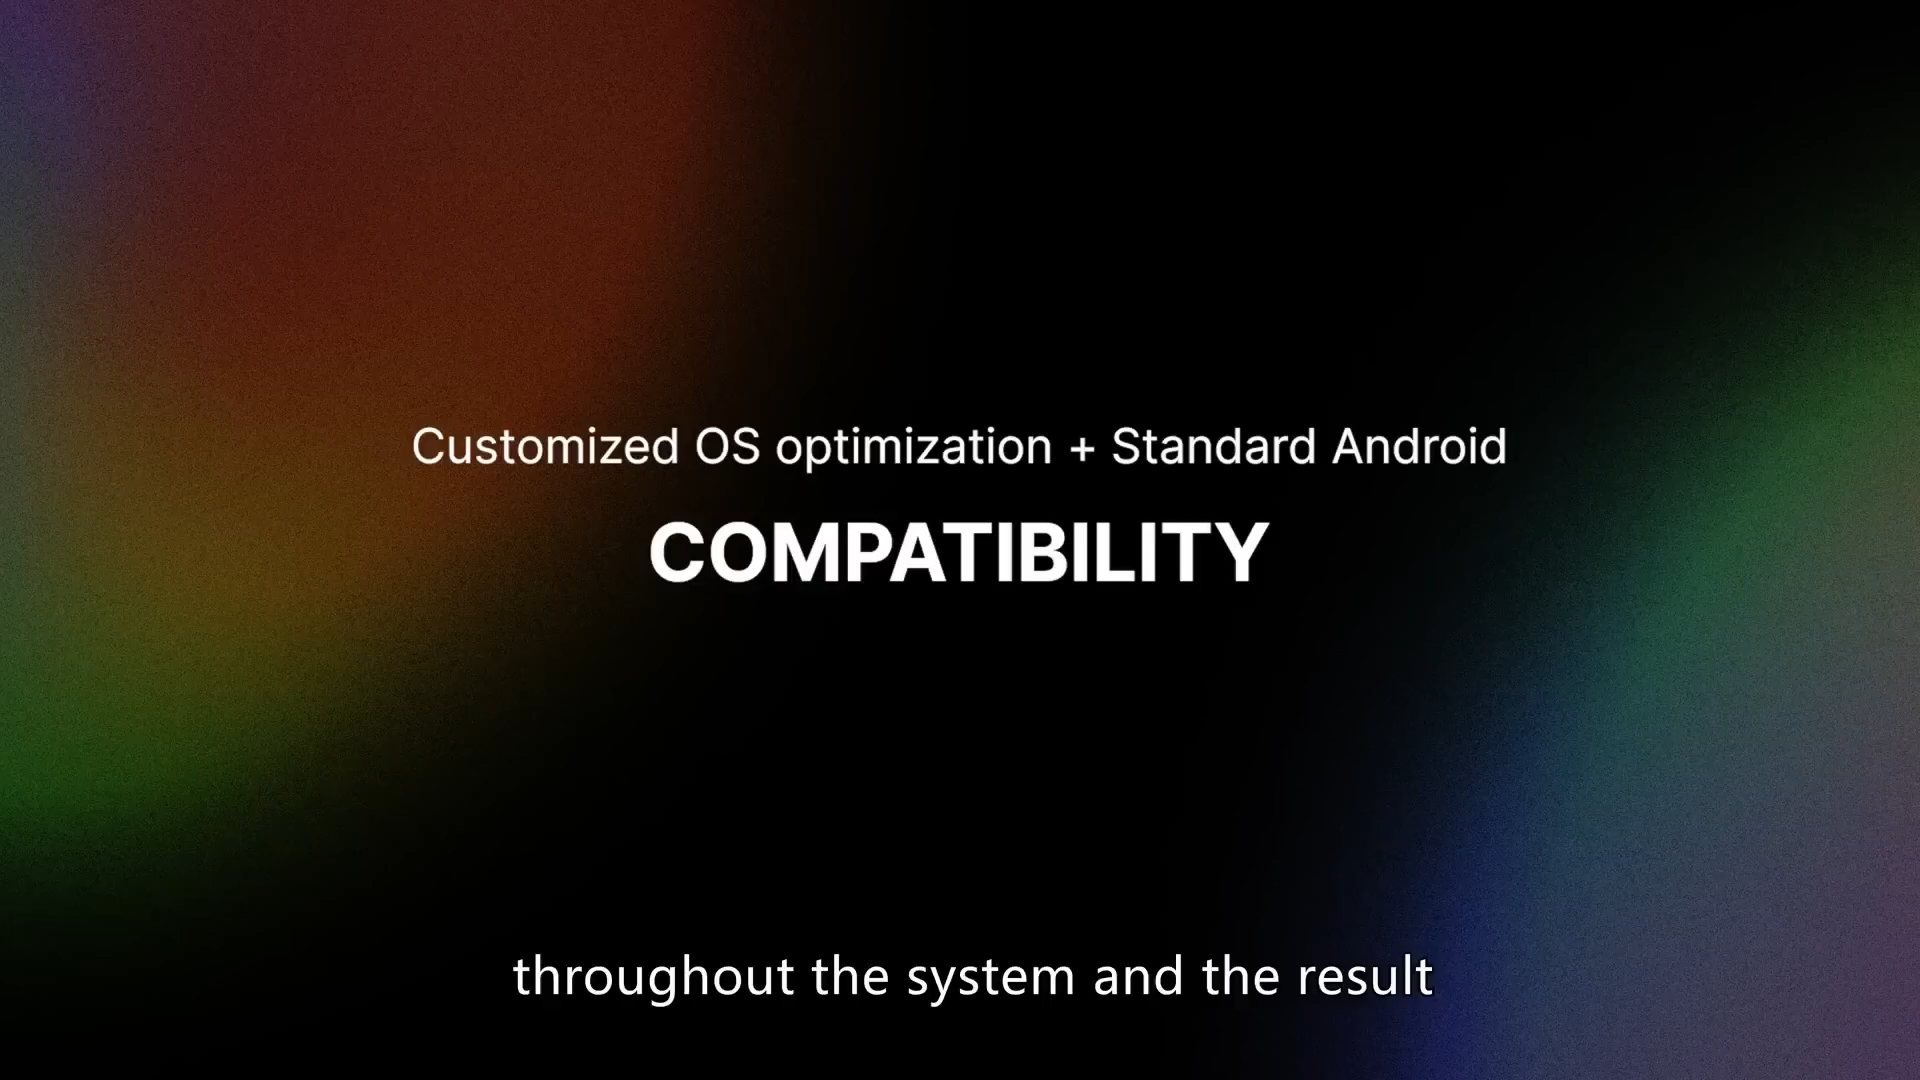 Customized OS optimization + Standard Android
COMPATIBILITY
throughout the system and the result